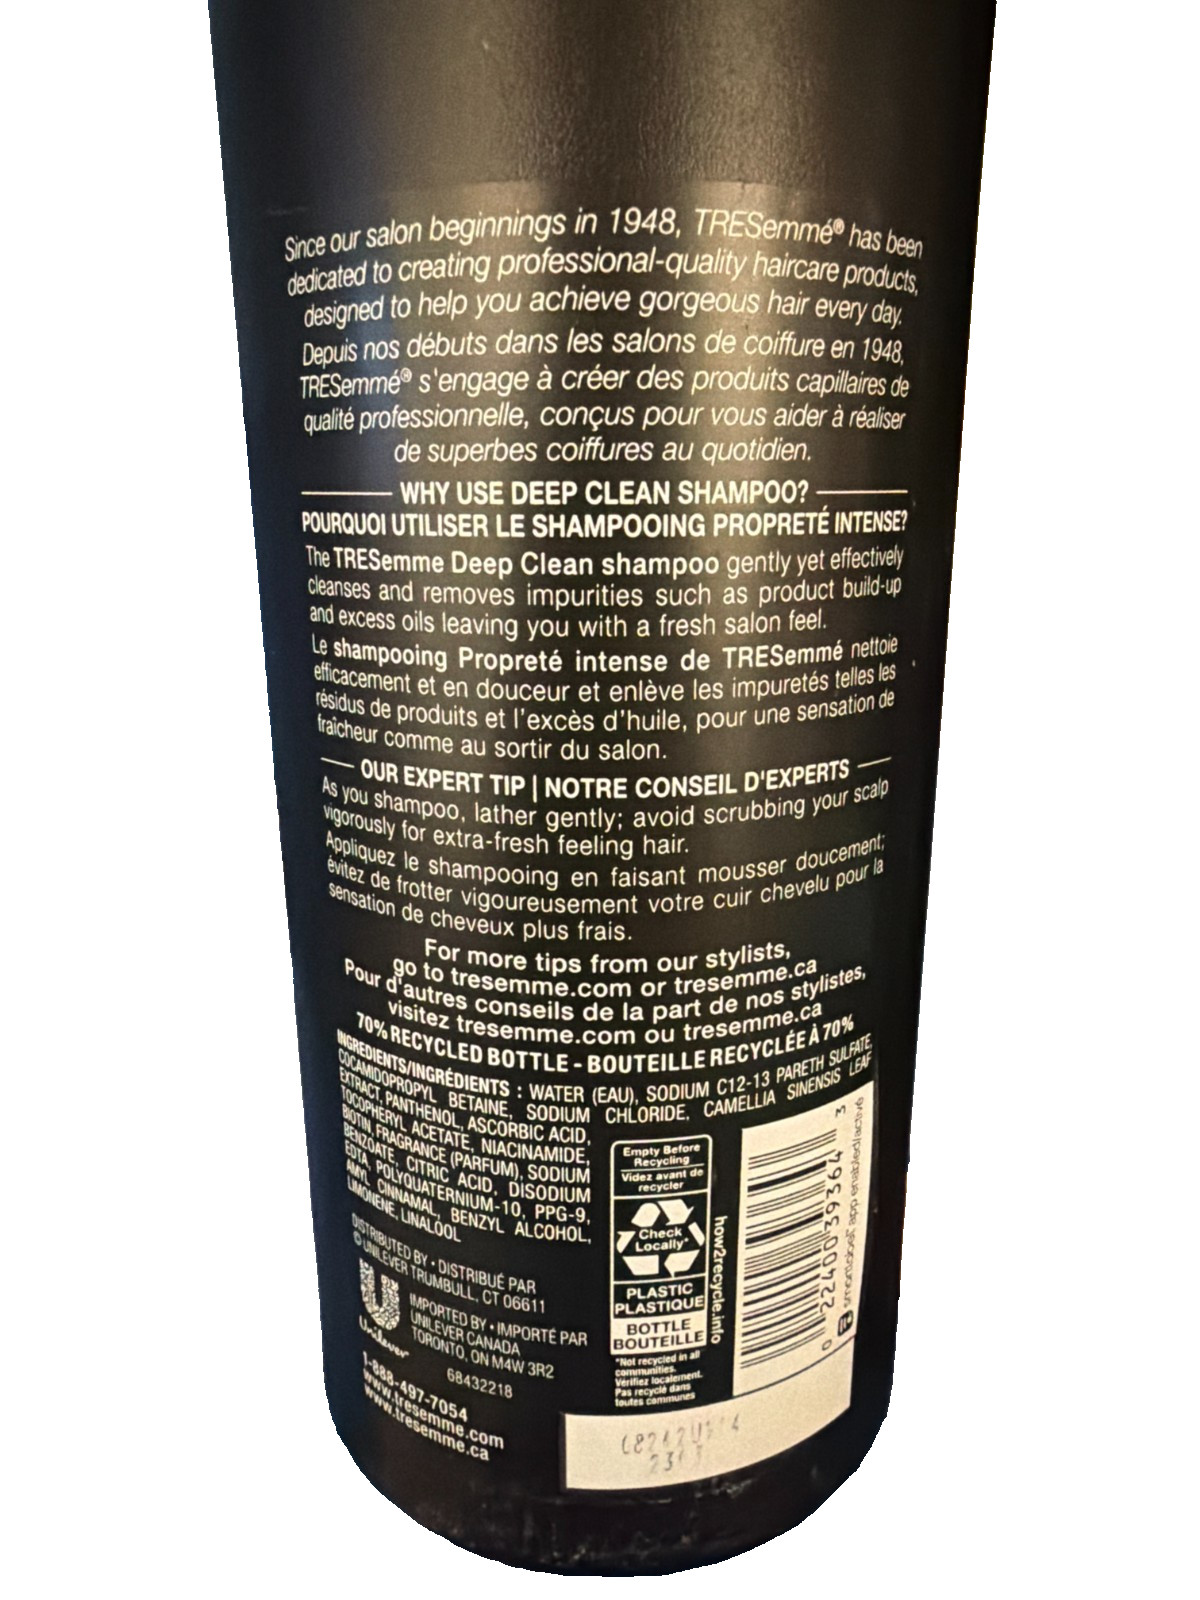 Since our salon beginnings in 1948, TRESemmé® has been
dedicated to creating professional-quality haircare products,
designed to help you achieve gorgeous hair every day.
Depuis nos débuts dans les salons de coiffure en 1948,
TRESemmé® s'engage à créer des produits capillaires de
qualité professionnelle, conçus pour vous aider à réaliser
de superbes coiffures au quotidien.
WHY USE DEEP CLEAN SHAMPOO?
POURQUOI UTILISER LE SHAMPOOING PROPRETÉ INTENSE?
The TRESemme Deep Clean shampoo gently yet effectively
cleanses and removes impurities such as product build-up
and excess oils leaving you with a fresh salon feel.
Le shampooing Propreté intense de TRESemmé nettoie
efficacement et en douceur et enlève les impuretés telles les
résidus de produits et l'excès d'huile, pour une sensation de
fraîcheur comme au sortir du salon.
OUR EXPERT TIP | NOTRE CONSEIL D'EXPERTS
As you shampoo, lather gently; avoid scrubbing your scalp
vigorously for extra-fresh feeling hair.
Appliquez le shampooing en faisant mousser doucement;
évitez de frotter vigoureusement votre cuir chevelu pour la
sensation de cheveux plus frais.
For more tips from our stylists,
go to tresemme.com or tresemme.ca
Pour d'autres conseils de la part de nos stylistes,
visitez tresemme.com ou tresemme.ca
70% RECYCLED BOTTLE - BOUTEILLE RECYCLÉE À 70%
INGREDIENTS/INGRÉDIENTS : WATER (EAU), SODIUM C12-13 PARETH SULFATE,
COCAMIDOPROPYL BETAINE, SODIUM CHLORIDE, CAMELLIA SINENSIS LEAF
EXTRACT, PANTHENOL, ASCORBIC ACID,
TOCOPHERYL ACETATE, NIACINAMIDE,
BIOTIN, FRAGRANCE (PARFUM), SODIUM
BENZOATE, CITRIC ACID, DISODIUM
EDTA, POLYQUATERNIUM-10, PPG-9,
AMYL CINNAMAL, BENZYL ALCOHOL,
LIMONENE, LINALOOL
DISTRIBUTED BY • DISTRIBUÉ PAR
© UNILEVER TRUMBULL, CT 06611
Unilever
IMPORTED BY • IMPORTÉ PAR
UNILEVER CANADA
TORONTO, ON M4W 3R2
68432218
1-888-497-7054
www.tresemme.com
www.tresemme.ca
Empty Before
Recycling
Videz avant de
recycler
Check
Locally*
PLASTIC
PLASTIQUE
BOTTLE
BOUTEILLE
*Not recycled in all
communities.
Vérifiez localement.
Pas recyclé dans
toutes communes
how2recycle.info
0 22400 39364 3
smartlabel app enabled/activé